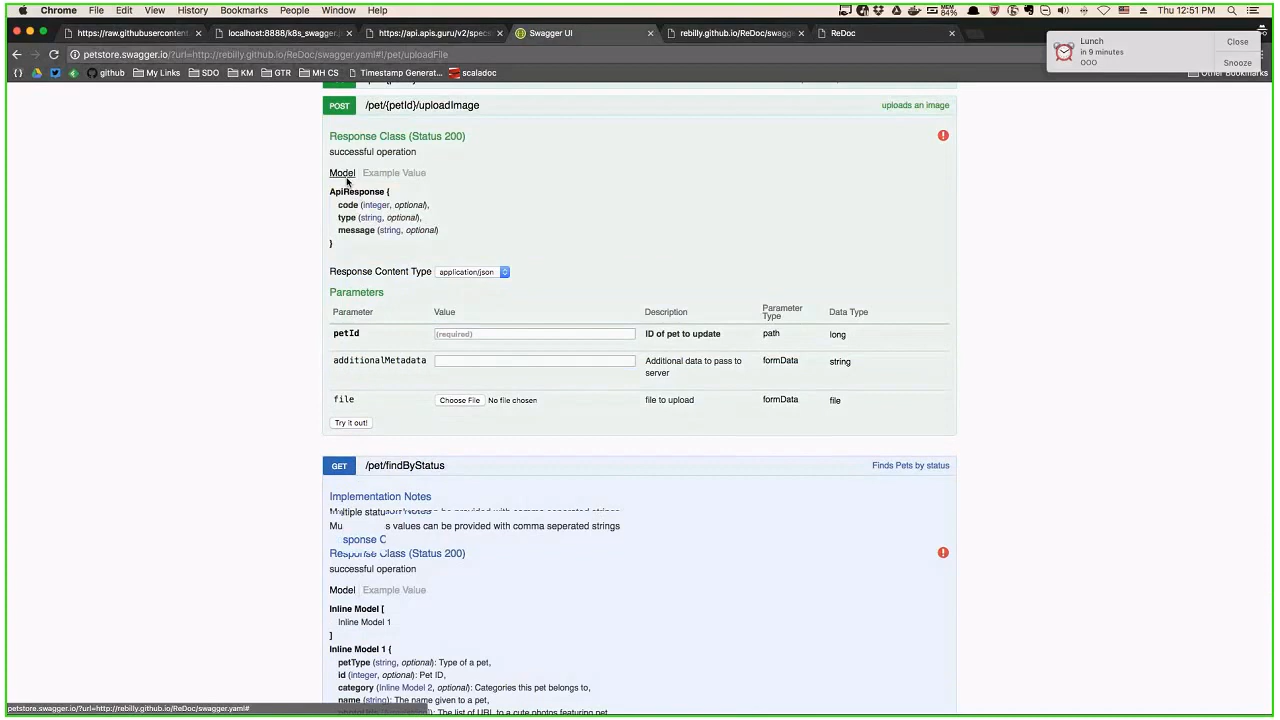 Chrome File Edit View History Bookmarks People Window Help
MEM 84% Thu 12:51 PM
https://raw.githubusercontent
localhost:8888/k8s_swagger.
https://api.apis.guru/v2/specs
Swagger UI
rebilly.github.io/ReDoc/swagger
ReDoc
petstore.swagger.io/?url=http://rebilly.github.io/ReDoc/swagger.yaml#!/pet/uploadFile
Lunch
in 9 minutes
OOO
Close
Snooze
github My Links SDO KM GTR MH CS Timestamp Generat... scaladoc Other Bookmarks
POST /pet/{petId}/uploadImage uploads an image
Response Class (Status 200)
successful operation
Model Example Value
ApiResponse {
code (integer, optional),
type (string, optional),
message (string, optional)
}
Response Content Type application/json
Parameters
Parameter Value Description Parameter Type Data Type
petId (required) ID of pet to update path long
additionalMetadata Additional data to pass to server formData string
file Choose File No file chosen file to upload formData file
Try it out!
GET /pet/findByStatus Finds Pets by status
Implementation Notes
Multiple status
Mu s values can be provided with comma seperated strings
sponse C
Response Class (Status 200)
successful operation
Model Example Value
Inline Model [
Inline Model 1
]
Inline Model 1 {
petType (string, optional): Type of a pet,
id (integer, optional): Pet ID,
category (Inline Model 2, optional): Categories this pet belongs to,
name (string): The name given to a pet,
petstore.swagger.io/?url=http://rebilly.github.io/ReDoc/swagger.yaml#